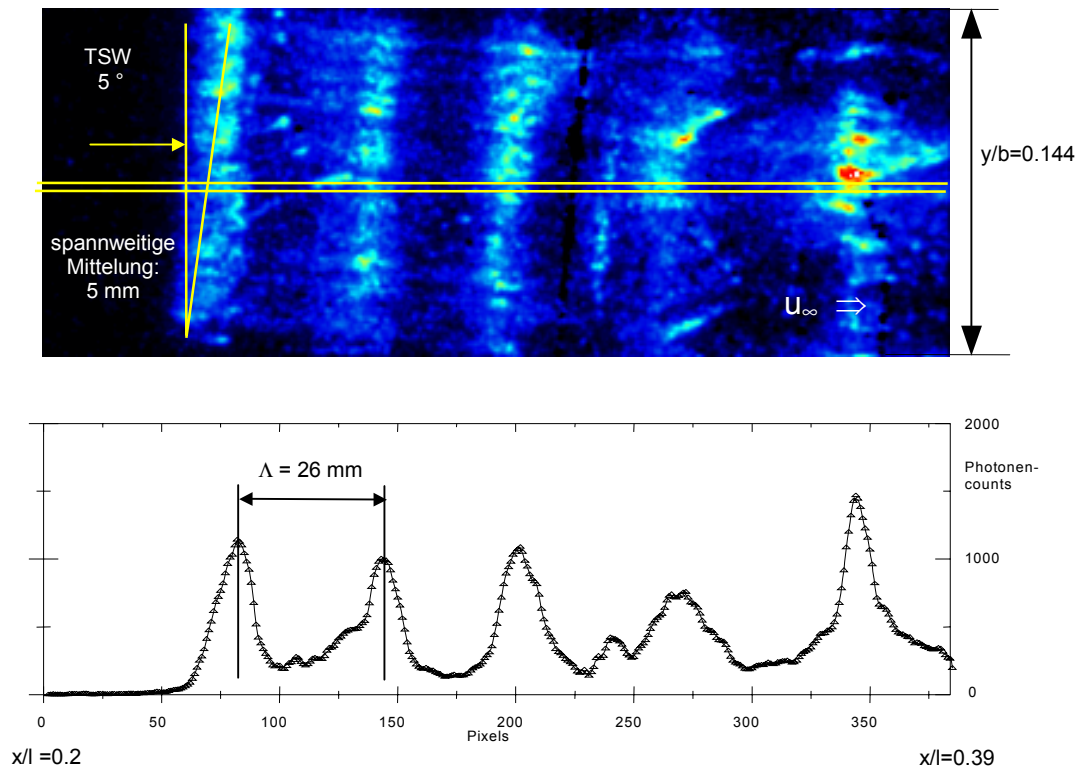 TSW
5 °
y/b=0.144
spannweitige
Mittelung:
5 mm
u∞ ⇒
2000
Λ = 26 mm
Photonen-
counts
1000
0
0 50 100 150 200 250 300 350
Pixels
x/l =0.2 x/l=0.39